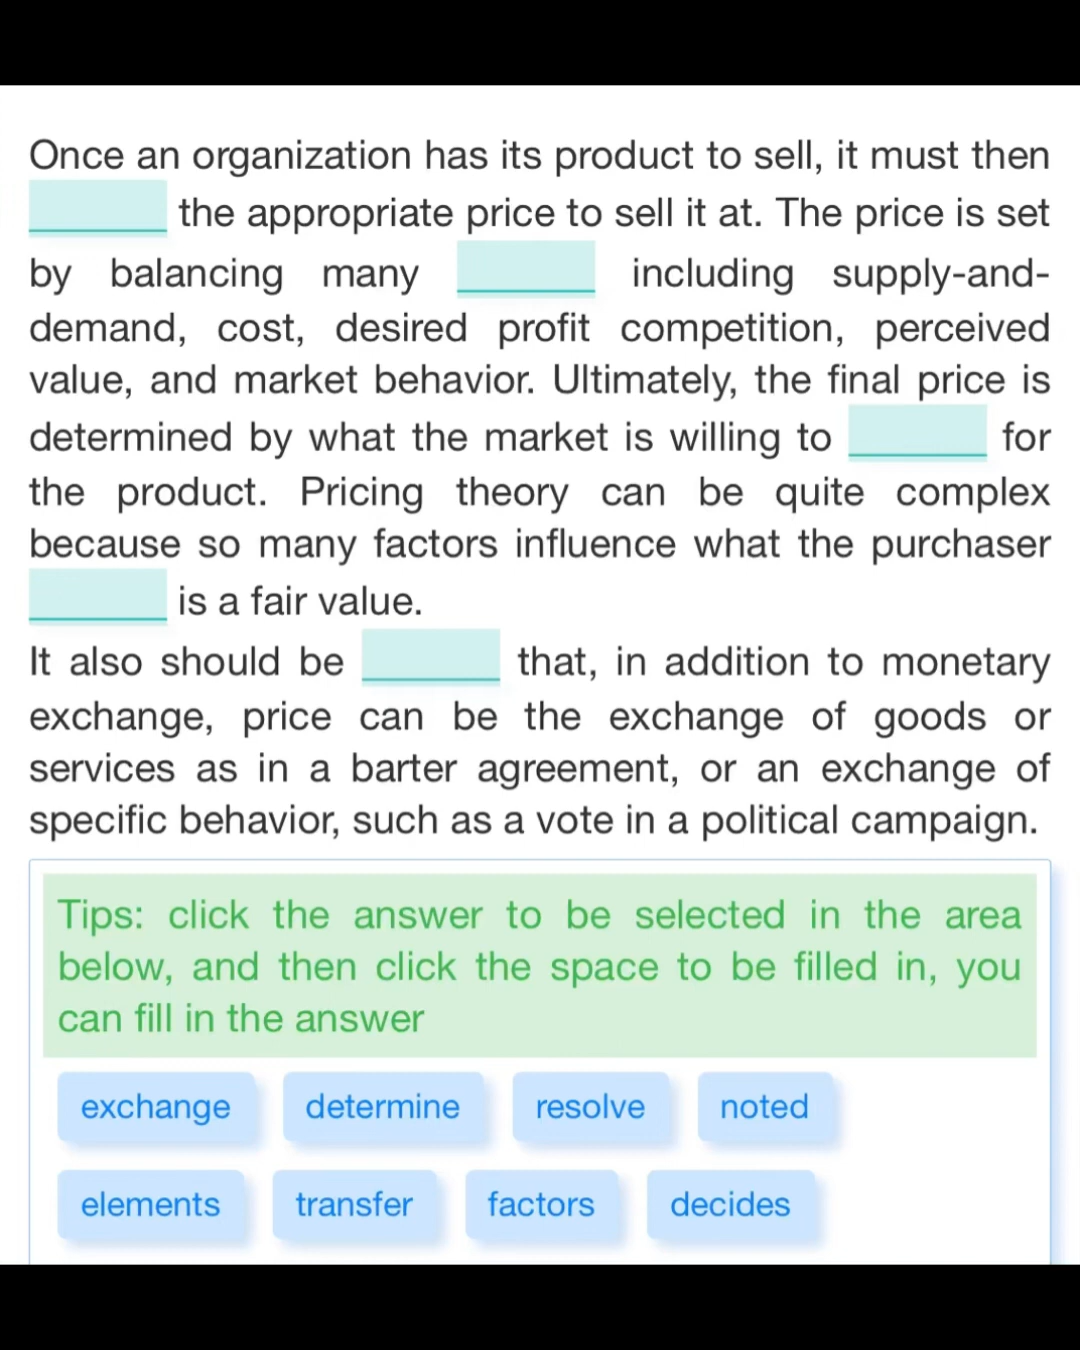 Once an organization has its product to sell, it must then
the appropriate price to sell it at. The price is set
by balancing many including supply-and-
demand, cost, desired profit competition, perceived
value, and market behavior. Ultimately, the final price is
determined by what the market is willing to for
the product. Pricing theory can be quite complex
because so many factors influence what the purchaser
is a fair value.
It also should be that, in addition to monetary
exchange, price can be the exchange of goods or
services as in a barter agreement, or an exchange of
specific behavior, such as a vote in a political campaign.
Tips: click the answer to be selected in the area
below, and then click the space to be filled in, you
can fill in the answer
exchange determine resolve noted
elements transfer factors decides